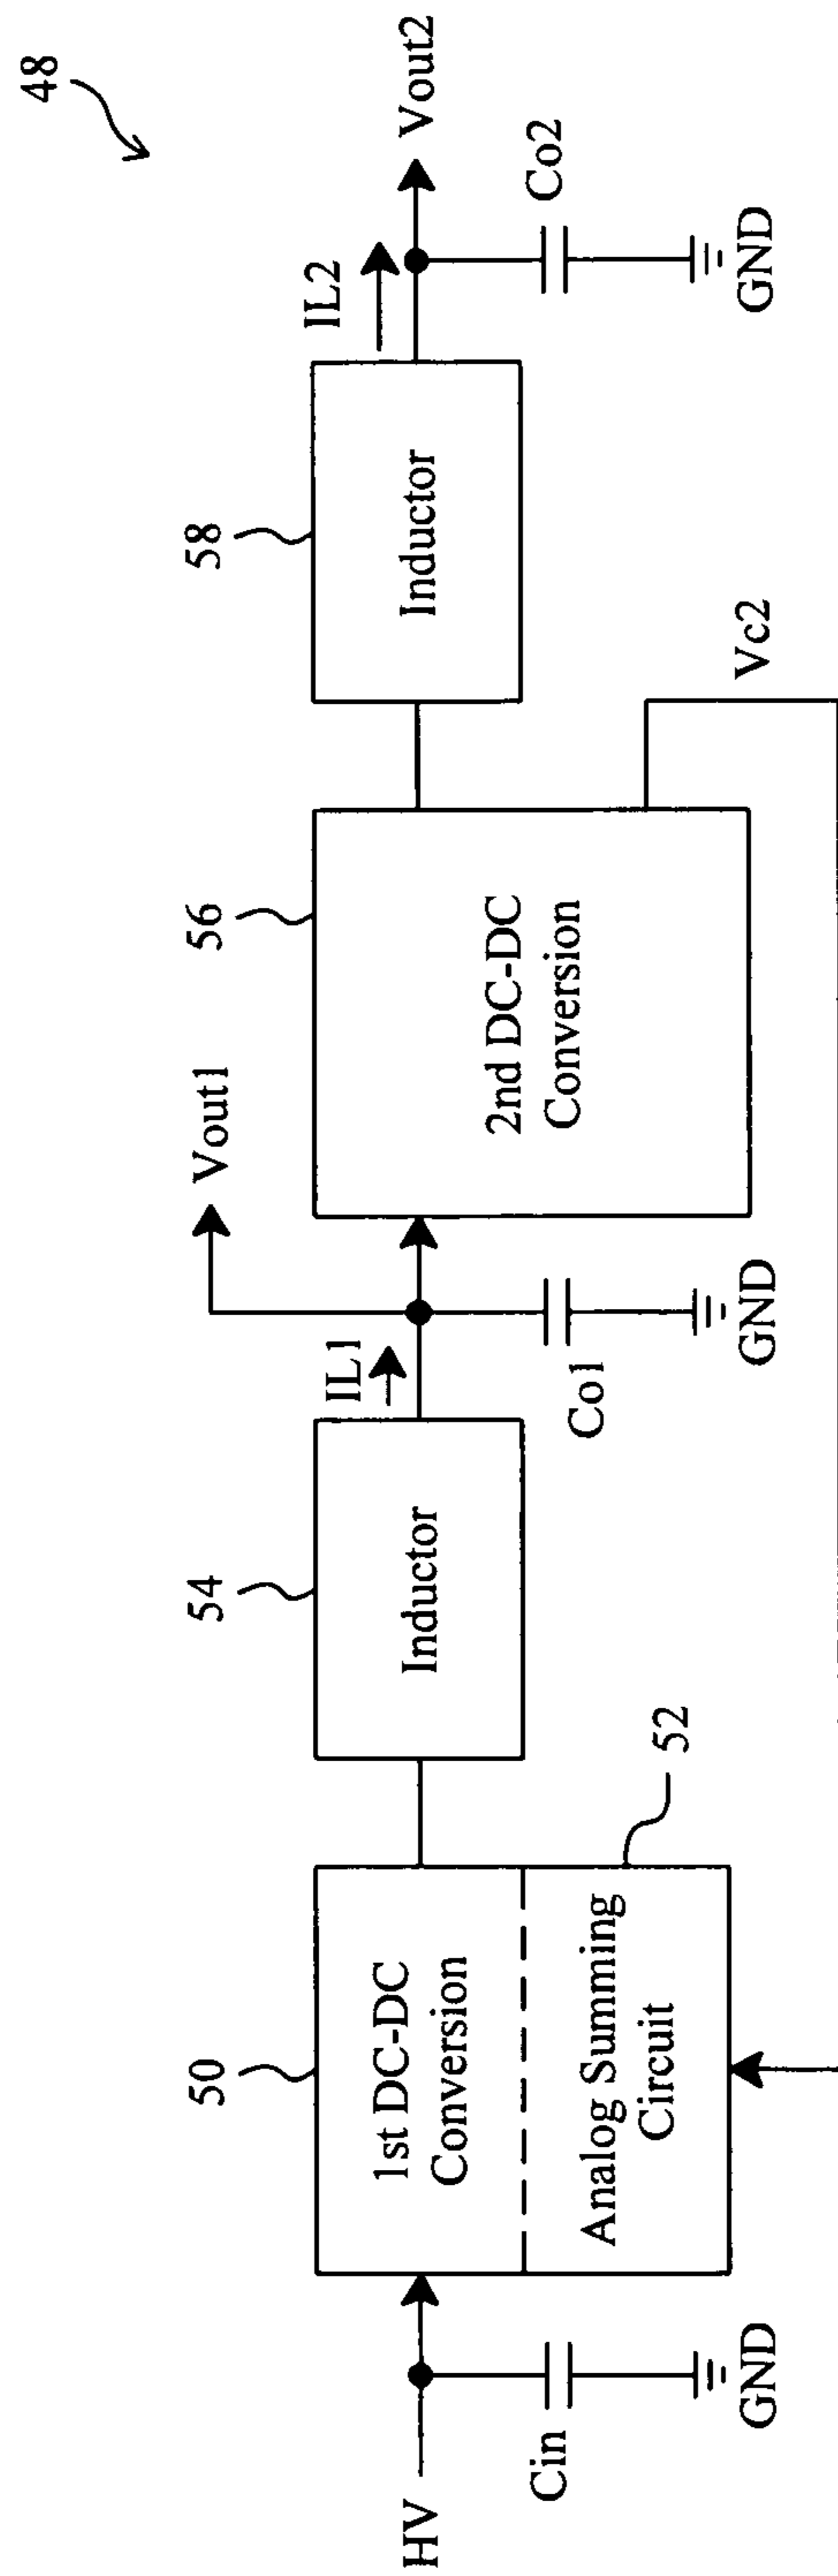 48
50
54
56
58
HV
Cin
GND
1st DC-DC
Conversion
Analog Summing
Circuit
52
Inductor
IL1
Vout1
Co1
GND
2nd DC-DC
Conversion
Vc2
Inductor
IL2
Vout2
Co2
GND